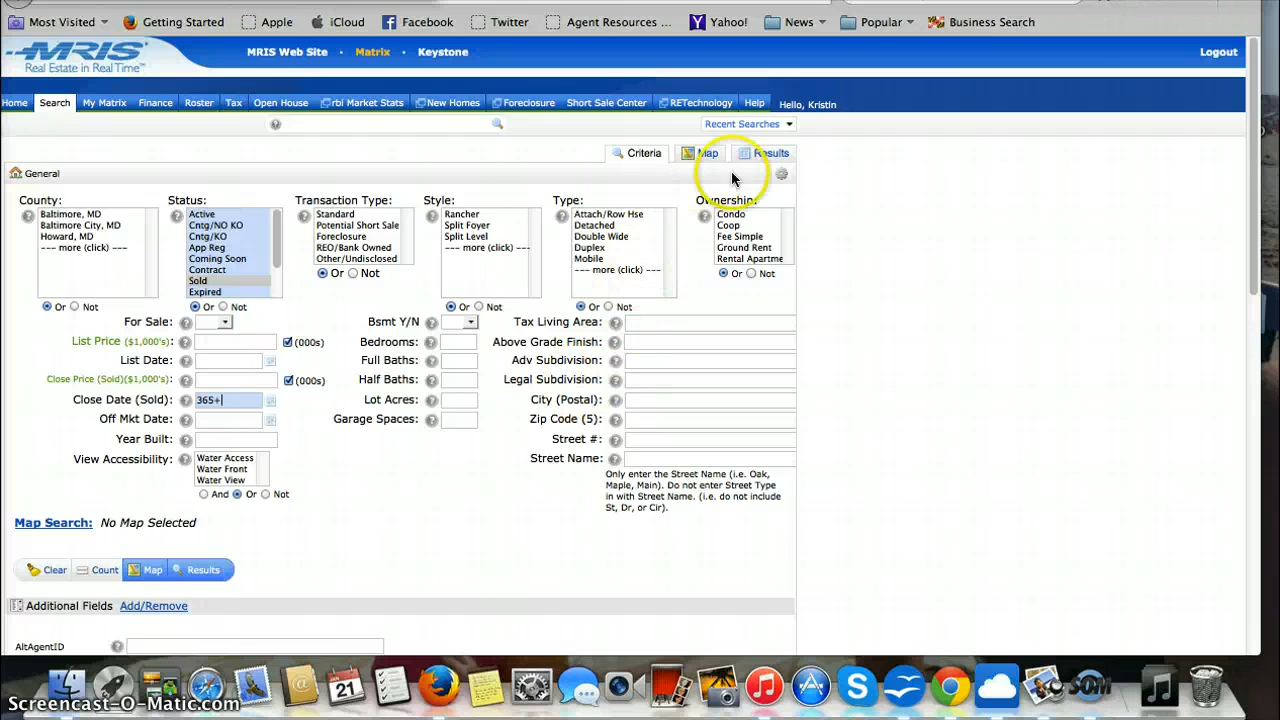 Most Visited Getting Started Apple iCloud Facebook Twitter Agent Resources ... Yahoo! News Popular Business Search
MRIS Real Estate in Real Time™ MRIS Web Site • Matrix • Keystone Logout
Home Search My Matrix Finance Roster Tax Open House rbi Market Stats New Homes Foreclosure Short Sale Center RETechnology Help Hello, Kristin
Recent Searches
Criteria Map Results
General
County: Status: Transaction Type: Style: Type: Ownership:
Baltimore, MD Active Standard Rancher Attach/Row Hse Condo
Baltimore City, MD Cntg/NO KO Potential Short Sale Split Foyer Detached Coop
Howard, MD Cntg/KO Foreclosure Split Level Double Wide Fee Simple
--- more (click) --- App Reg REO/Bank Owned --- more (click) --- Duplex Ground Rent
Coming Soon Other/Undisclosed Mobile Rental Apartme
Contract Or Not --- more (click) --- Or Not
Sold
Expired
Or Not Or Not Or Not Or Not
For Sale: Bsmt Y/N Tax Living Area:
List Price ($1,000's): (000s) Bedrooms: Above Grade Finish:
List Date: Full Baths: Adv Subdivision:
Close Price (Sold)($1,000's): (000s) Half Baths: Legal Subdivision:
Close Date (Sold): 365+ Lot Acres: City (Postal):
Off Mkt Date: Garage Spaces: Zip Code (5):
Year Built: Street #:
View Accessibility: Water Access Street Name:
Water Front
Water View
And Or Not
Only enter the Street Name (i.e. Oak,
Maple, Main). Do not enter Street Type
in with Street Name. (i.e. do not include
St, Dr, or Cir).
Map Search: No Map Selected
Clear Count Map Results
Additional Fields Add/Remove
AltAgentID
21
SOM
Screencast-O-Matic.com